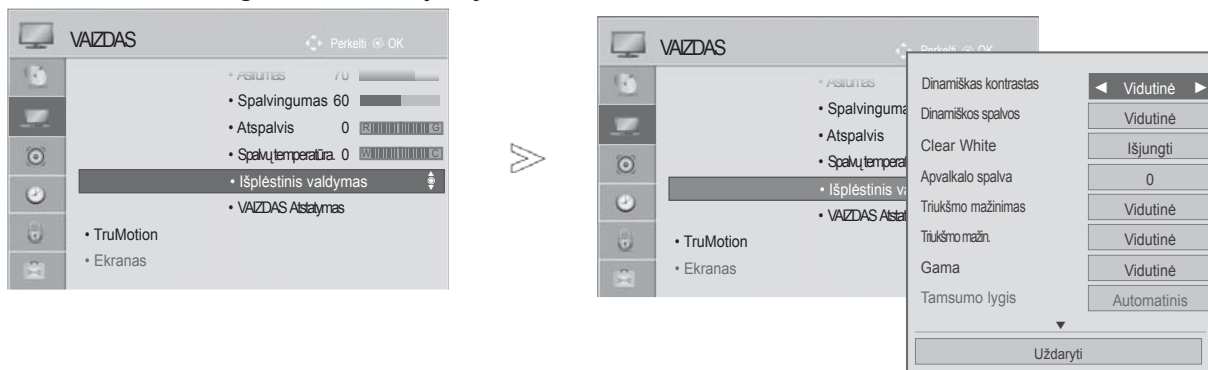 VAIZDAS
Perkelti OK
• Aštrumas 70
• Spalvingumas 60
• Atspalvis 0 R G
• Spalvų temperatūra. 0 W C
• Išplėstinis valdymas
• VAIZDAS Atstatymas
• TruMotion
• Ekranas
VAIZDAS
Perkelti OK
• Aštrumas
• Spalvinguma
• Atspalvis
• Spalvų temperat
• Išplėstinis va
• VAIZDAS Atstat
• TruMotion
• Ekranas
Dinamiškas kontrastas ◄ Vidutinė ►
Dinamiškos spalvos Vidutinė
Clear White Išjungti
Apvalkalo spalva 0
Triukšmo mažinimas Vidutinė
Triukšmo mažin. Vidutinė
Gama Vidutinė
Tamsumo lygis Automatinis
▼
Uždaryti